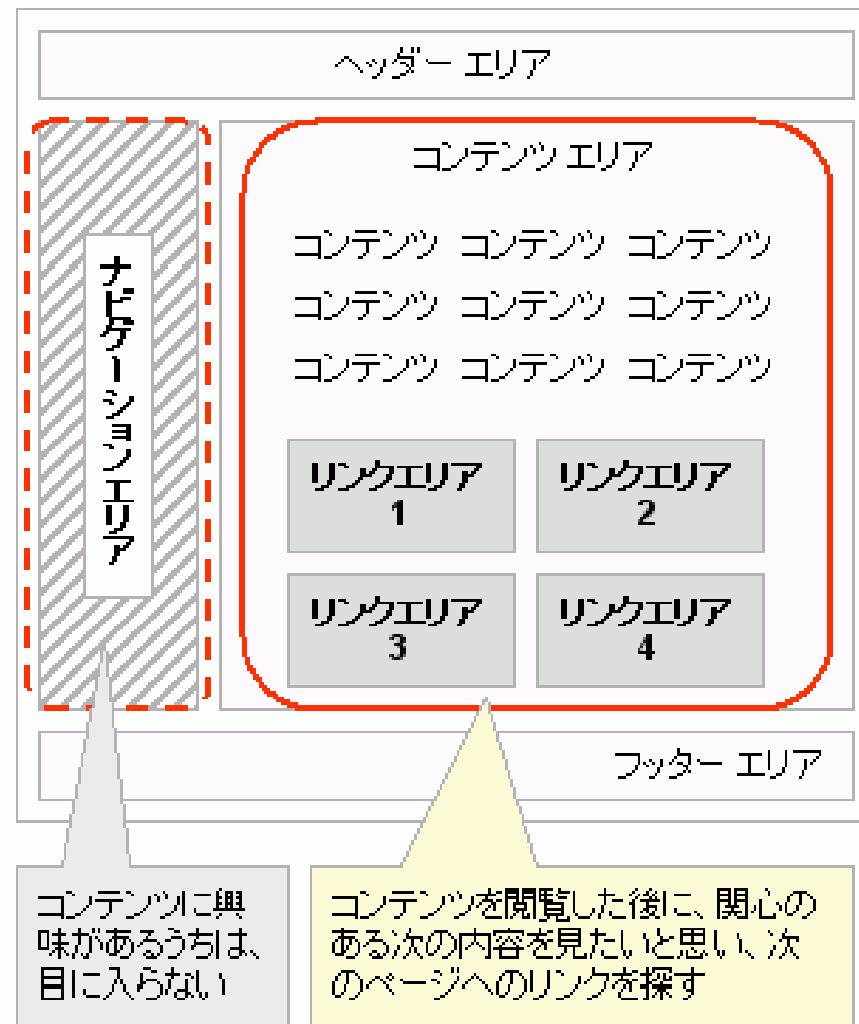 ヘッダー エリア
ナビゲーションエリア
コンテンツ エリア
コンテンツ コンテンツ コンテンツ
コンテンツ コンテンツ コンテンツ
コンテンツ コンテンツ コンテンツ
リンクエリア
1
リンクエリア
2
リンクエリア
3
リンクエリア
4
フッター エリア
コンテンツに興
味があるうちは、
目に入らない
コンテンツを閲覧した後に、関心の
ある次の内容を見たいと思い、次
のページへのリンクを探す